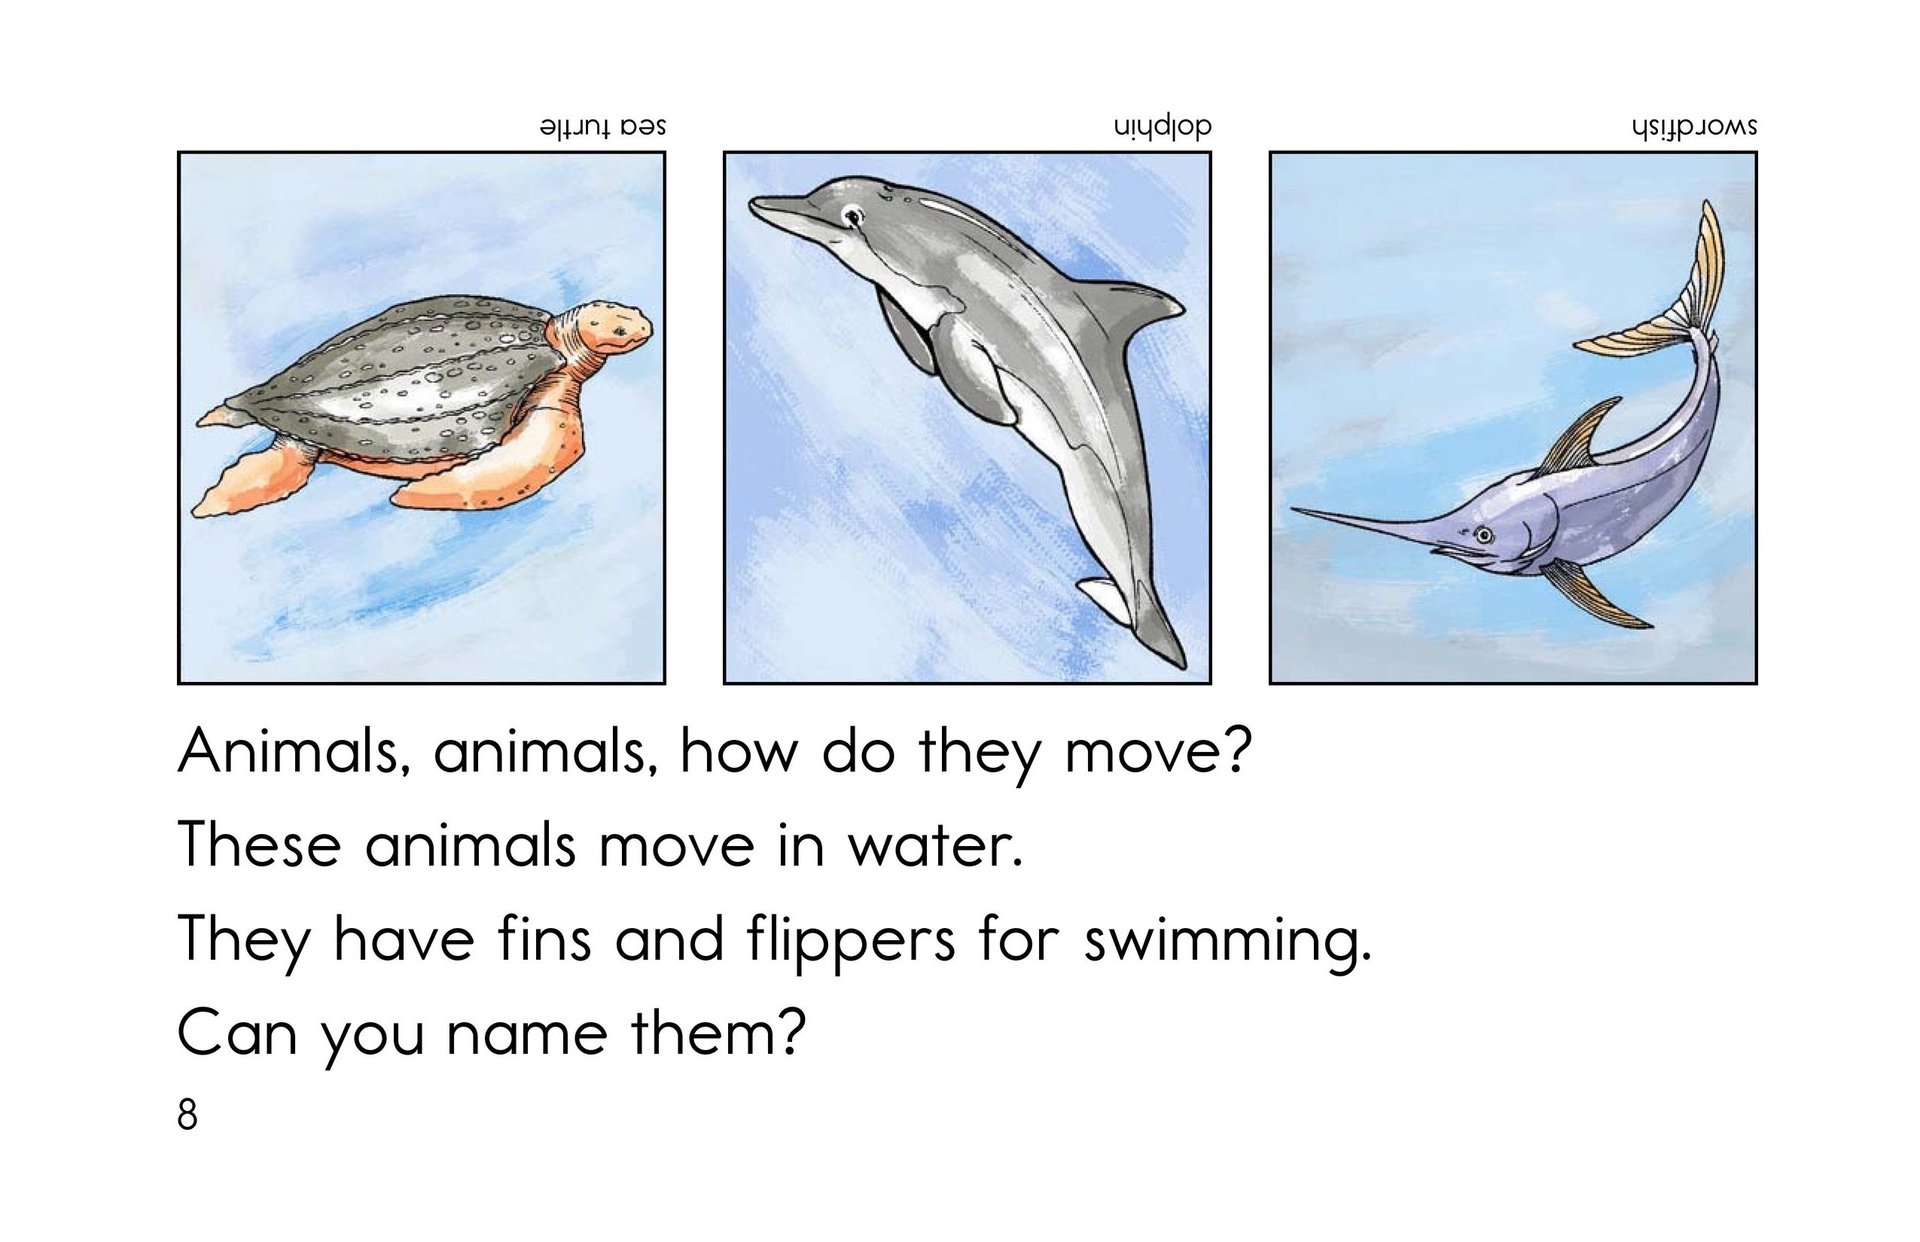 sea turtle
dolphin
swordfish
Animals, animals, how do they move?
These animals move in water.
They have fins and flippers for swimming.
Can you name them?
8